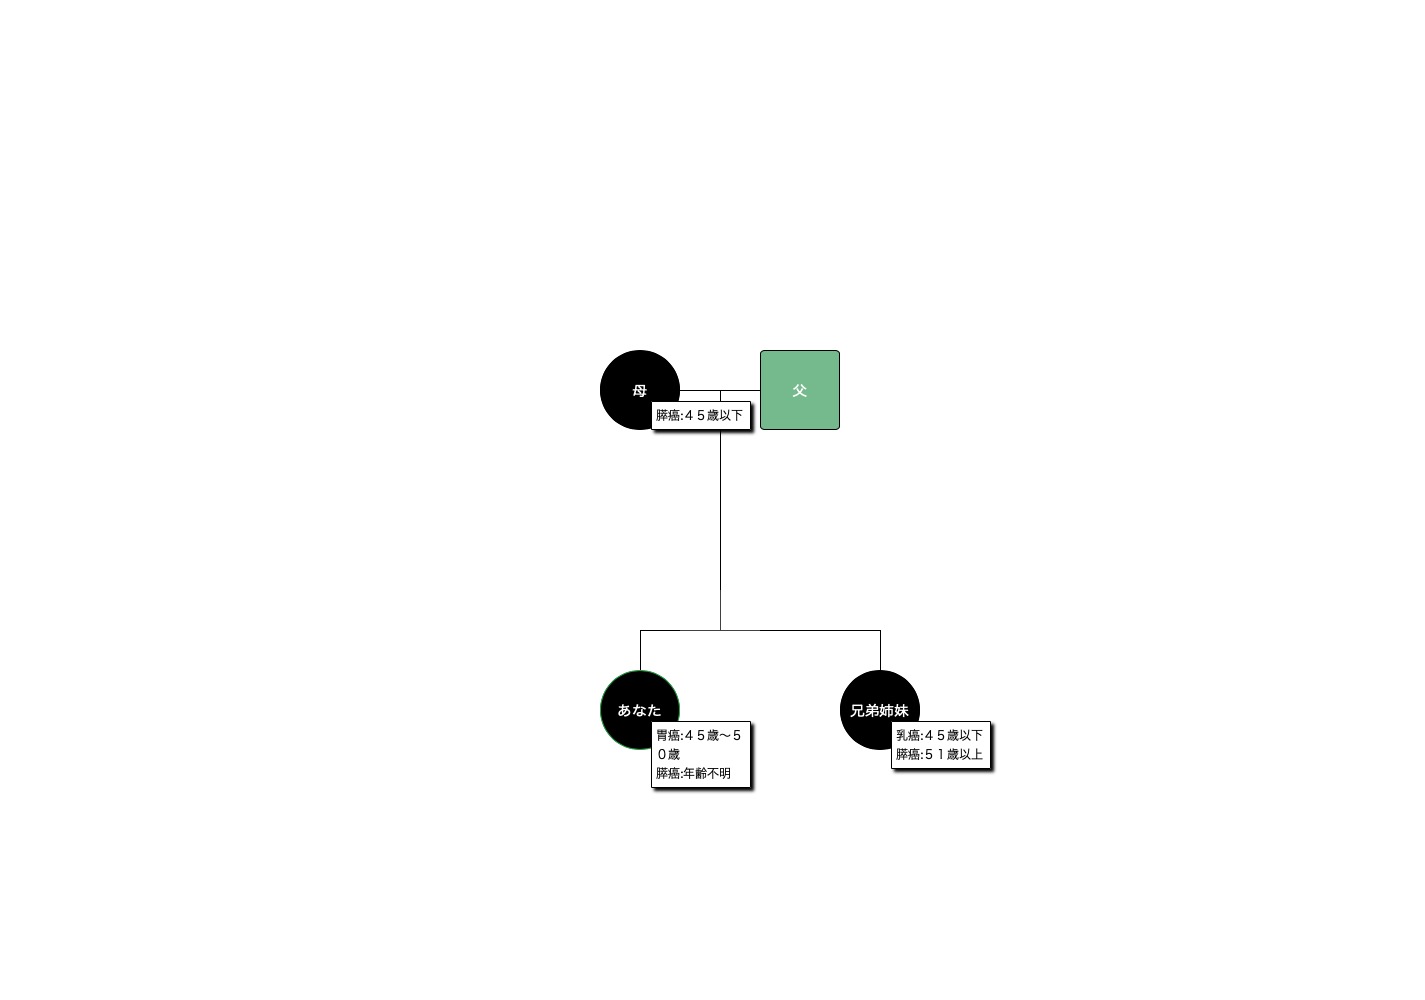 母
父
膵癌:４５歳以下
あなた
兄弟姉妹
胃癌:４５歳〜５
０歳
膵癌:年齢不明
乳癌:４５歳以下
膵癌:５１歳以上